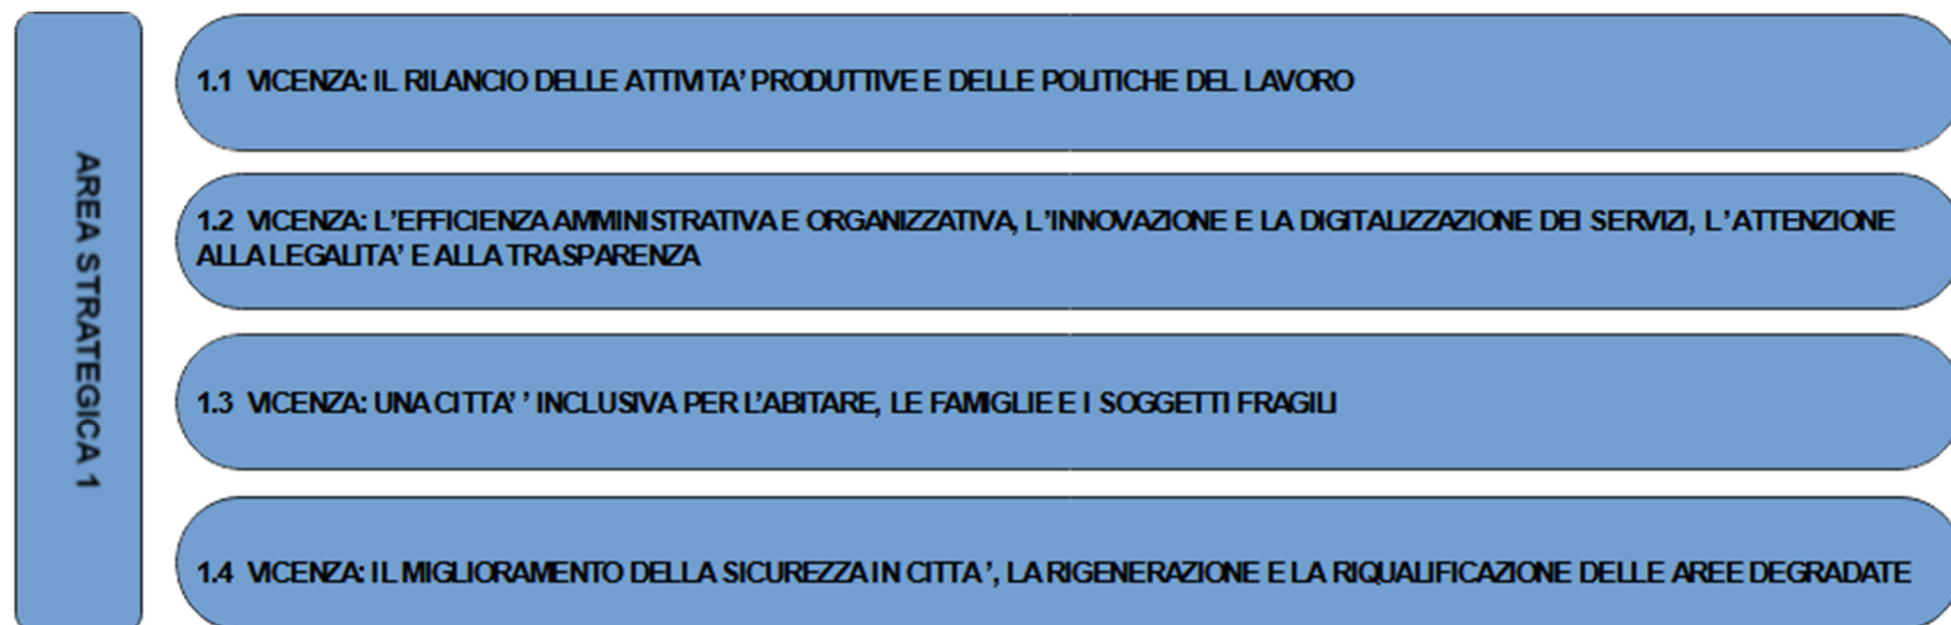 AREA STRATEGICA 1
1.1 VICENZA: IL RILANCIO DELLE ATTIVITA’ PRODUTTIVE E DELLE POLITICHE DEL LAVORO
1.2 VICENZA: L’EFFICIENZA AMMINISTRATIVA E ORGANIZZATIVA, L’INNOVAZIONE E LA DIGITALIZZAZIONE DEI SERVIZI, L’ATTENZIONE
ALLA LEGALITA’ E ALLA TRASPARENZA
1.3 VICENZA: UNA CITTA’ ’ INCLUSIVA PER L’ABITARE, LE FAMIGLIE E I SOGGETTI FRAGILI
1.4 VICENZA: IL MIGLIORAMENTO DELLA SICUREZZA IN CITTA’, LA RIGENERAZIONE E LA RIQUALIFICAZIONE DELLE AREE DEGRADATE